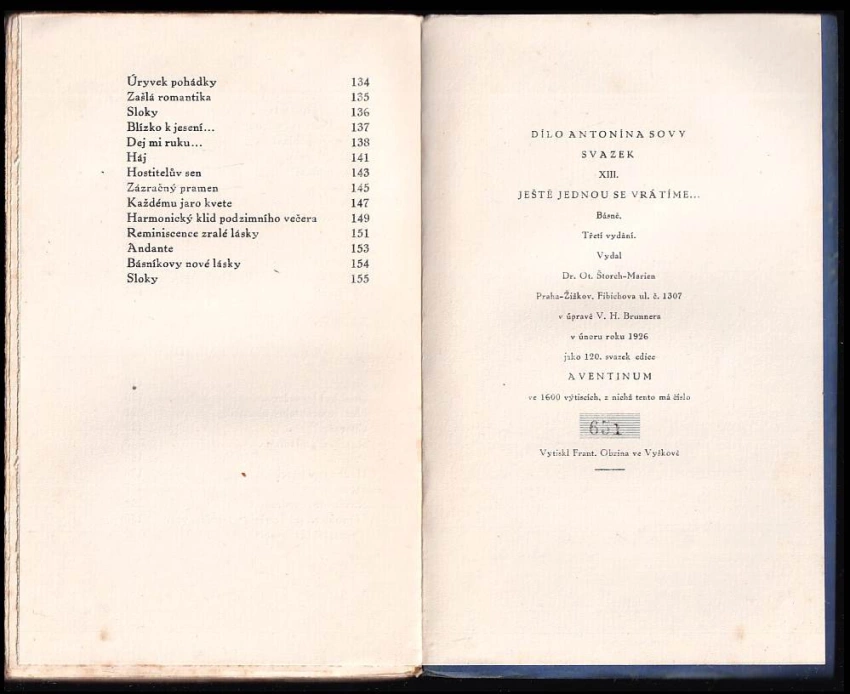 Úryvek pohádky 134
Zašlá romantika 135
Sloky 136
Blízko k jeseni... 137
Dej mi ruku... 138
Háj 141
Hostitelův sen 143
Zázračný pramen 145
Každému jaro kvete 147
Harmonický klid podzimního večera 149
Reminiscence zralé lásky 151
Andante 153
Básníkovy nové lásky 154
Sloky 155
DÍLO ANTONÍNA SOVY
SVAZEK
XIII.
JEŠTĚ JEDNOU SE VRÁTÍME...
Básně.
Třetí vydání.
Vydal
Dr. Ot. Štorch-Marien
Praha-Žižkov, Fibichova ul. č. 1307
v úpravě V. H. Brunnera
v únoru roku 1926
jako 120. svazek edice
AVENTINUM
ve 1600 výtiscích, z nichž tento má číslo
651
Vytiskl Frant. Obzina ve Vyškově